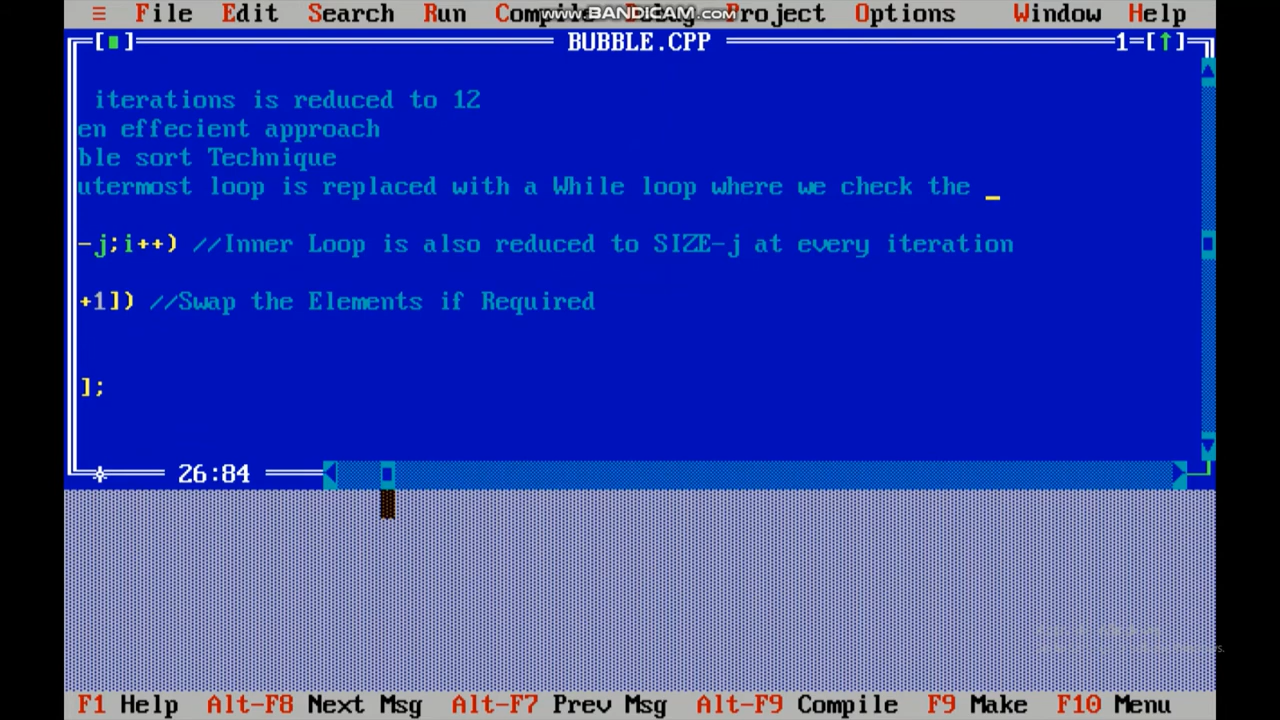 ≡ File Edit Search Run Compile Debug Project Options Window Help
www.BANDICAM.com
[■] BUBBLE.CPP 1=[↑]
iterations is reduced to 12
en effecient approach
ble sort Technique
utermost loop is replaced with a While loop where we check the _
-j;i++) //Inner Loop is also reduced to SIZE-j at every iteration
+1]) //Swap the Elements if Required
];
26:84
F1 Help Alt-F8 Next Msg Alt-F7 Prev Msg Alt-F9 Compile F9 Make F10 Menu